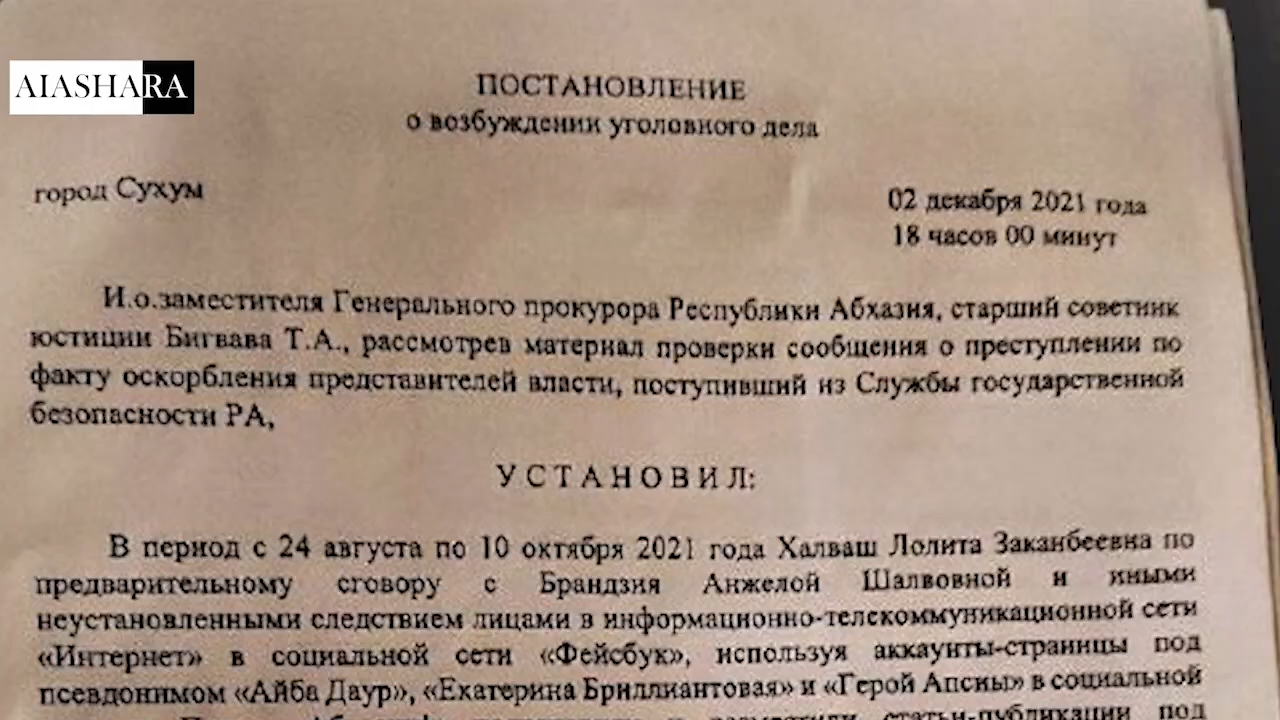 AIASHARA
ПОСТАНОВЛЕНИЕ
о возбуждении уголовного дела
город Сухум
02 декабря 2021 года
18 часов 00 минут
И.о.заместителя Генерального прокурора Республики Абхазия, старший советник
юстиции Бигвава Т.А., рассмотрев материал проверки сообщения о преступлении по
факту оскорбления представителей власти, поступивший из Службы государственной
безопасности РА,
УСТАНОВИЛ:
В период с 24 августа по 10 октября 2021 года Халваш Лолита Заканбеевна по
предварительному сговору с Брандзия Анжелой Шалвовной и иными
неустановленными следствием лицами в информационно-телекоммуникационной сети
«Интернет» в социальной сети «Фейсбук», используя аккаунты-страницы под
псевдонимом «Айба Даур», «Екатерина Бриллиантовая» и «Герой Апсны» в социальной
статьи-публикации под